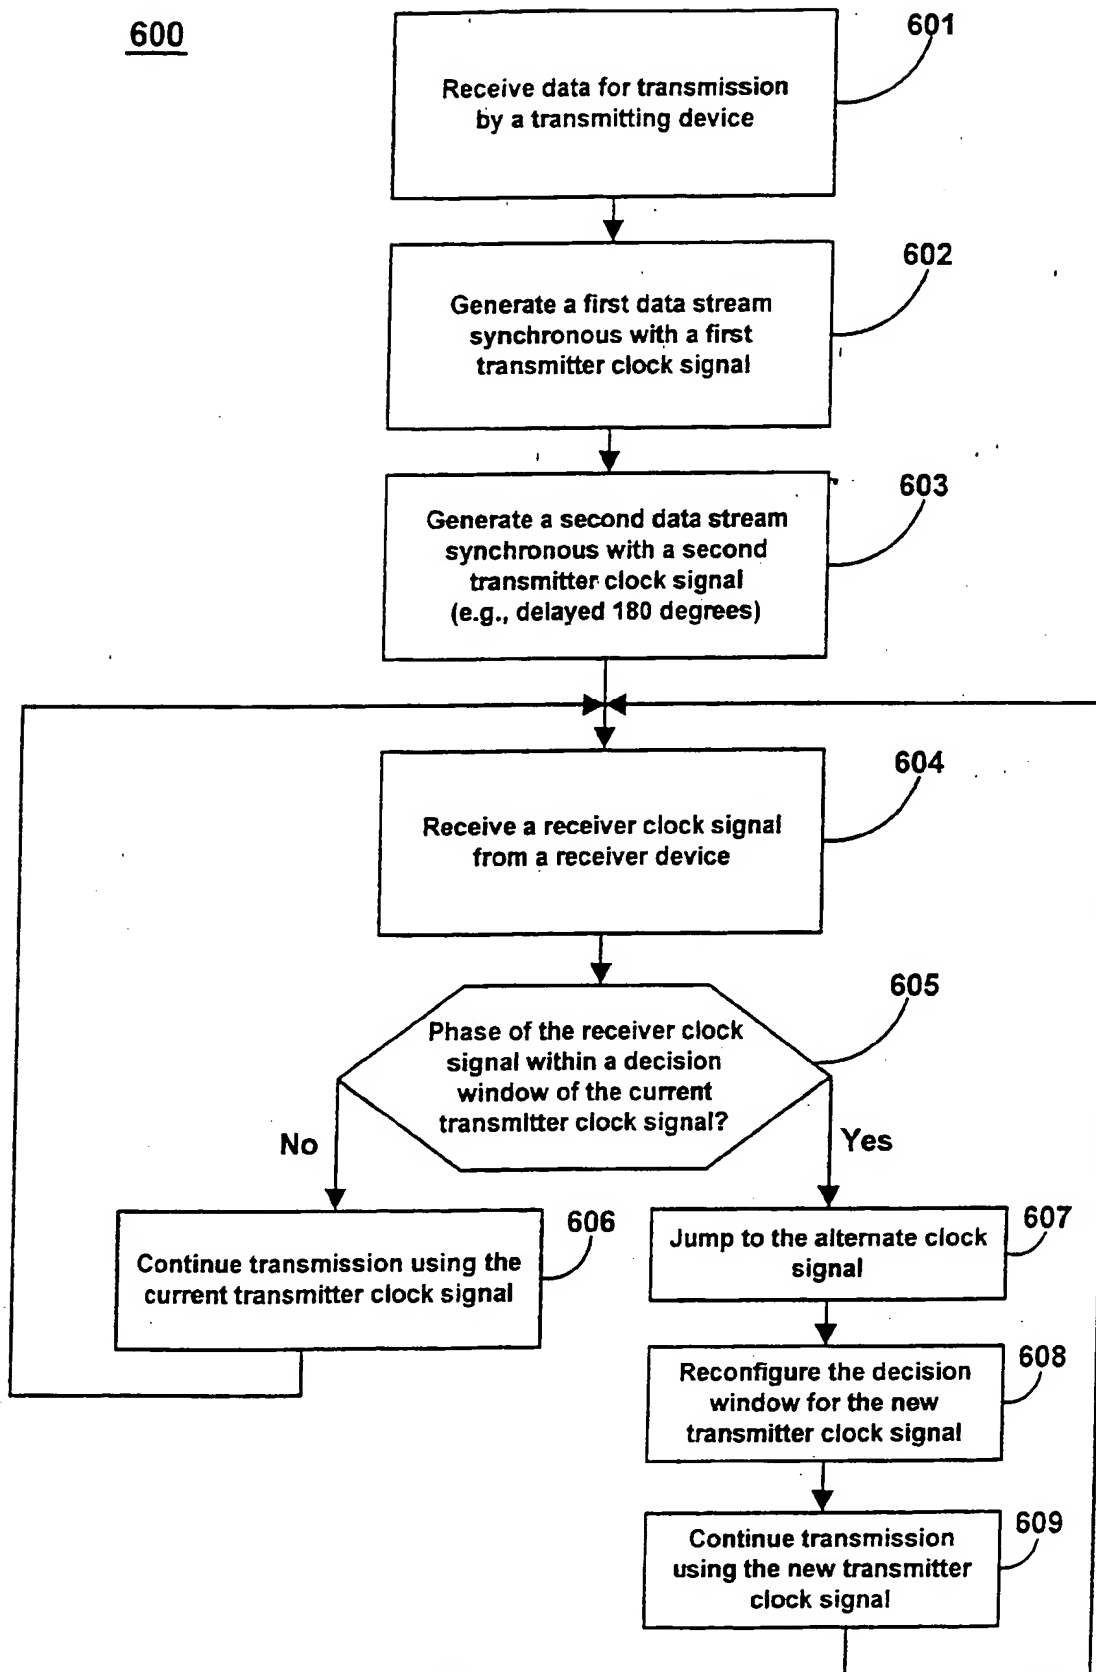 600
601
Receive data for transmission
by a transmitting device
602
Generate a first data stream
synchronous with a first
transmitter clock signal
603
Generate a second data stream
synchronous with a second
transmitter clock signal
(e.g., delayed 180 degrees)
604
Receive a receiver clock signal
from a receiver device
605
Phase of the receiver clock
signal within a decision
window of the current
transmitter clock signal?
No
Yes
606
Continue transmission using the
current transmitter clock signal
607
Jump to the alternate clock
signal
608
Reconfigure the decision
window for the new
transmitter clock signal
609
Continue transmission
using the new transmitter
clock signal